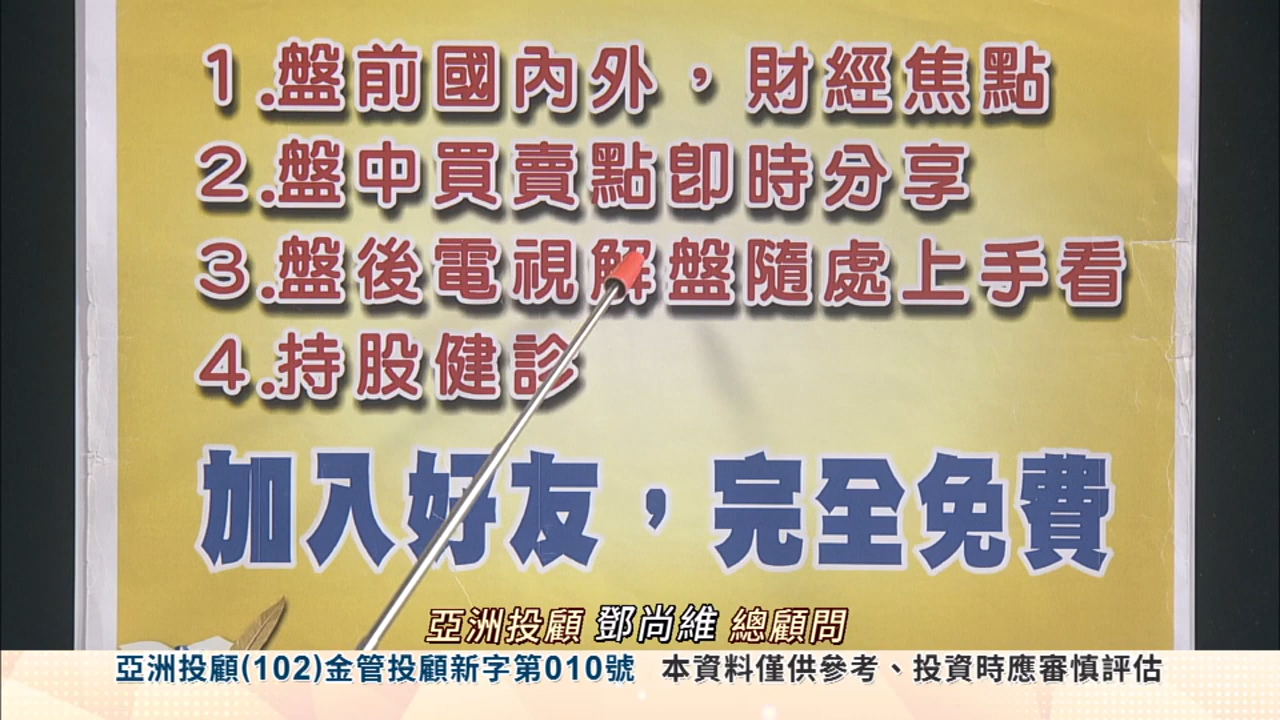 1.盤前國內外，財經焦點
2.盤中買賣點即時分享
3.盤後電視解盤隨處上手看
4.持股健診
加入好友，完全免費
亞洲投顧 鄧尚維 總顧問
亞洲投顧(102)金管投顧新字第010號 本資料僅供參考、投資時應審慎評估